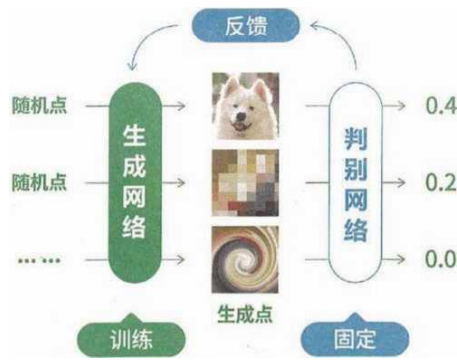 反馈
随机点
生成网络
判别网络
0.4
随机点
0.2
... ...
0.0
生成点
训练
固定